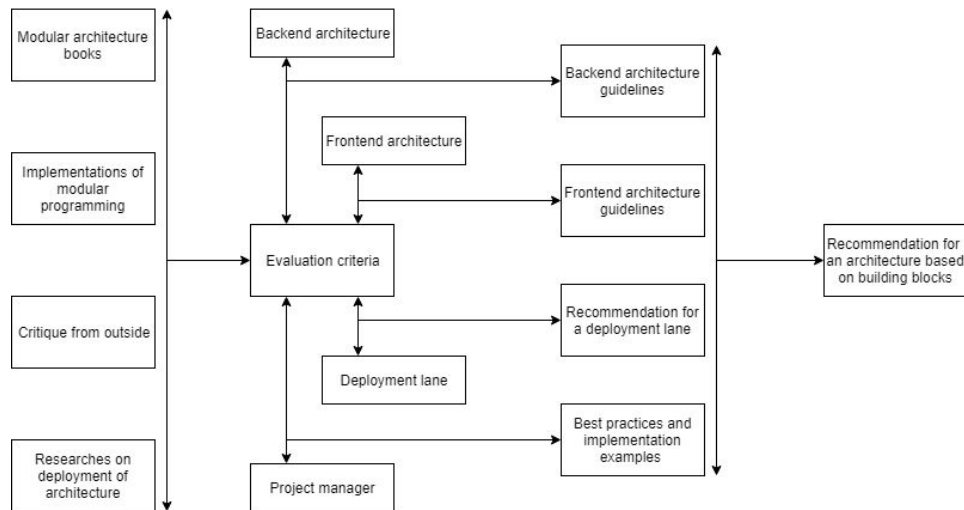 Modular architecture
books
Implementations of
modular
programming
Critique from outside
Researches on
deployment of
architecture
Backend architecture
Frontend architecture
Evaluation criteria
Deployment lane
Project manager
Backend architecture
guidelines
Frontend architecture
guidelines
Recommendation for
a deployment lane
Best practices and
implementation
examples
Recommendation for
an architecture based
on building blocks